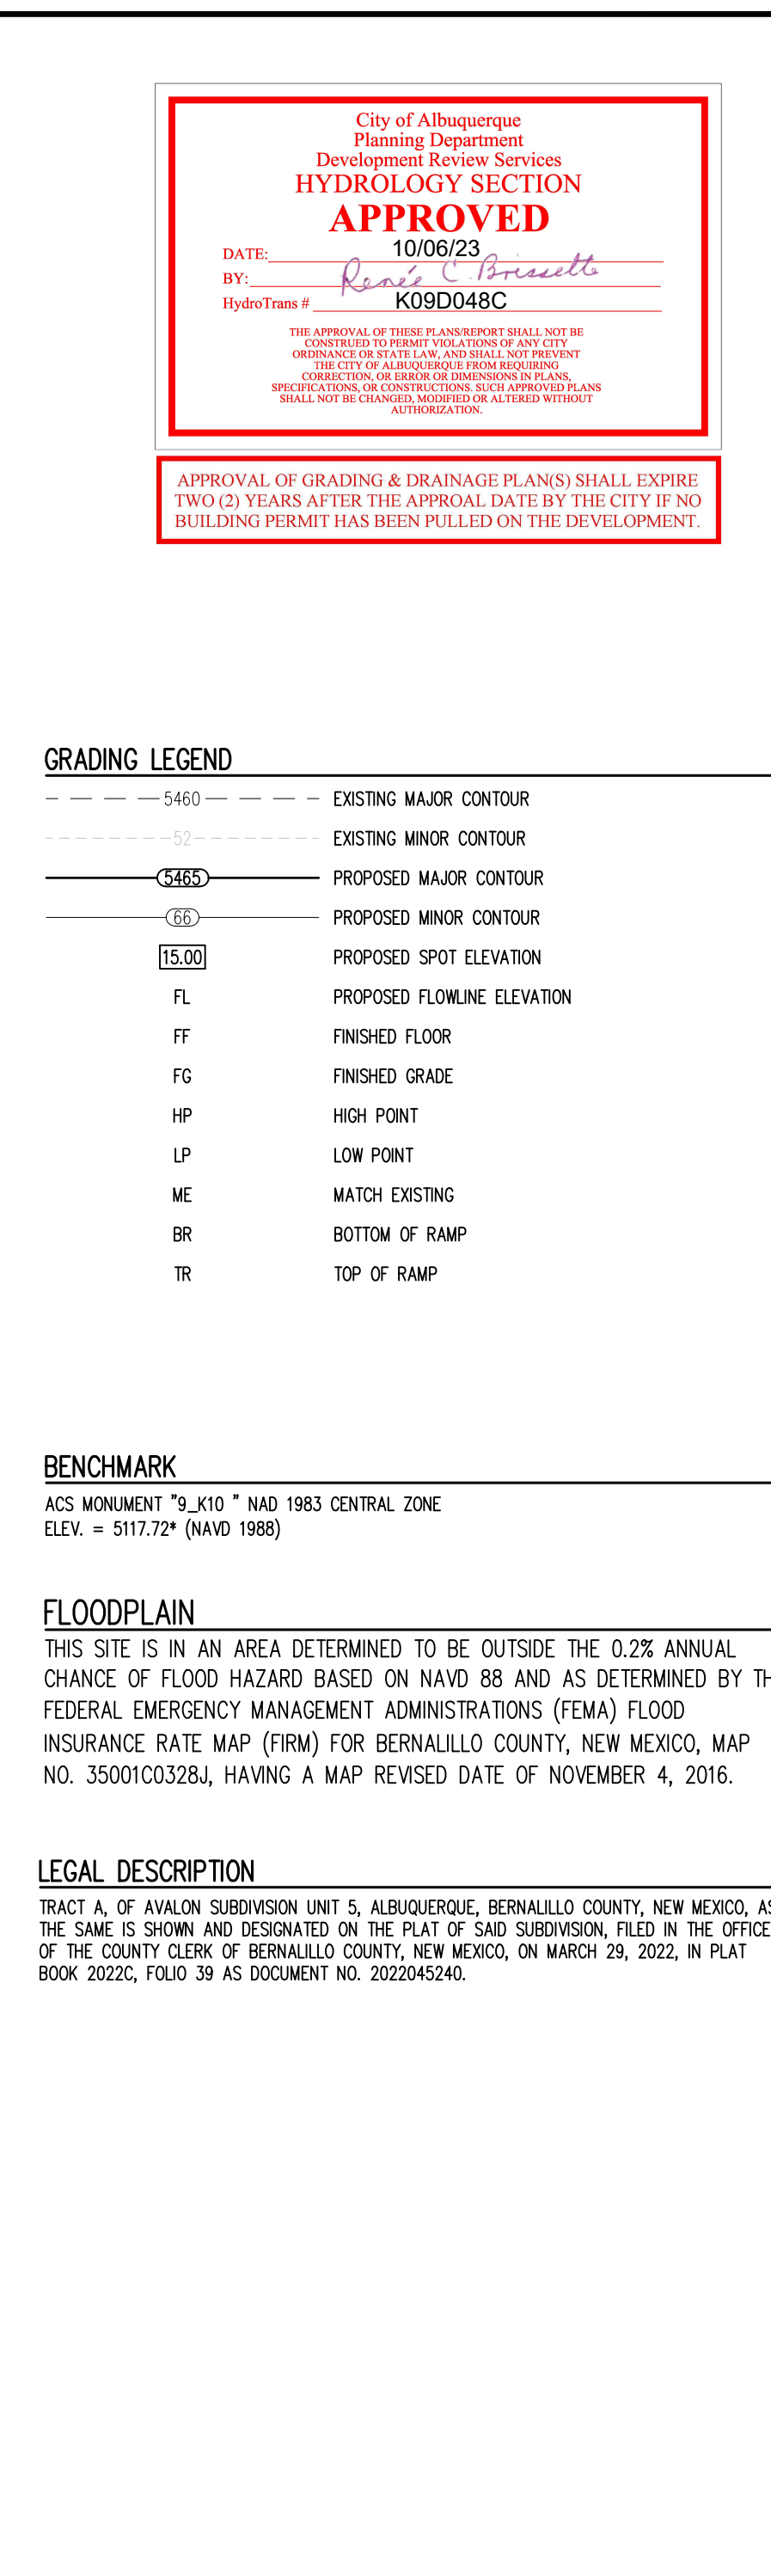 City of Albuquerque
Planning Department
Development Review Services
HYDROLOGY SECTION
APPROVED
DATE: 10/06/23
BY: Renée C. Brissette
HydroTrans # K09D048C
THE APPROVAL OF THESE PLANS/REPORT SHALL NOT BE
CONSTRUED TO PERMIT VIOLATIONS OF ANY CITY
ORDINANCE OR STATE LAW, AND SHALL NOT PREVENT
THE CITY OF ALBUQUERQUE FROM REQUIRING
CORRECTION, OR ERROR OR DIMENSIONS IN PLANS,
SPECIFICATIONS, OR CONSTRUCTIONS. SUCH APPROVED PLANS
SHALL NOT BE CHANGED, MODIFIED OR ALTERED WITHOUT
AUTHORIZATION.
APPROVAL OF GRADING & DRAINAGE PLAN(S) SHALL EXPIRE
TWO (2) YEARS AFTER THE APPROAL DATE BY THE CITY IF NO
BUILDING PERMIT HAS BEEN PULLED ON THE DEVELOPMENT.
GRADING LEGEND
5460 EXISTING MAJOR CONTOUR
52 EXISTING MINOR CONTOUR
5465 PROPOSED MAJOR CONTOUR
66 PROPOSED MINOR CONTOUR
15.00 PROPOSED SPOT ELEVATION
FL PROPOSED FLOWLINE ELEVATION
FF FINISHED FLOOR
FG FINISHED GRADE
HP HIGH POINT
LP LOW POINT
ME MATCH EXISTING
BR BOTTOM OF RAMP
TR TOP OF RAMP
BENCHMARK
ACS MONUMENT "9_K10 " NAD 1983 CENTRAL ZONE
ELEV. = 5117.72* (NAVD 1988)
FLOODPLAIN
THIS SITE IS IN AN AREA DETERMINED TO BE OUTSIDE THE 0.2% ANNUAL
CHANCE OF FLOOD HAZARD BASED ON NAVD 88 AND AS DETERMINED BY TH
FEDERAL EMERGENCY MANAGEMENT ADMINISTRATIONS (FEMA) FLOOD
INSURANCE RATE MAP (FIRM) FOR BERNALILLO COUNTY, NEW MEXICO, MAP
NO. 35001C0328J, HAVING A MAP REVISED DATE OF NOVEMBER 4, 2016.
LEGAL DESCRIPTION
TRACT A, OF AVALON SUBDIVISION UNIT 5, ALBUQUERQUE, BERNALILLO COUNTY, NEW MEXICO, AS
THE SAME IS SHOWN AND DESIGNATED ON THE PLAT OF SAID SUBDIVISION, FILED IN THE OFFICE
OF THE COUNTY CLERK OF BERNALILLO COUNTY, NEW MEXICO, ON MARCH 29, 2022, IN PLAT
BOOK 2022C, FOLIO 39 AS DOCUMENT NO. 2022045240.